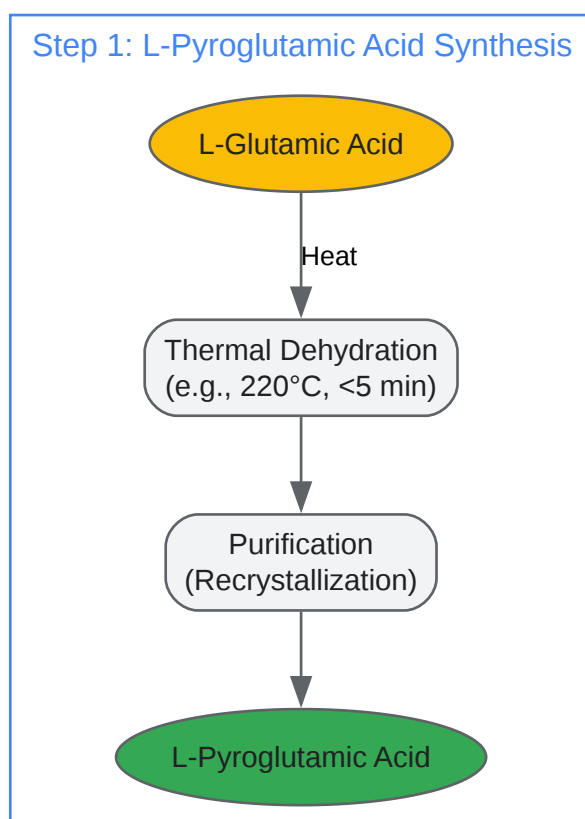 Step 1: L-Pyroglutamic Acid Synthesis
L-Glutamic Acid
Heat
Thermal Dehydration
(e.g., 220°C, <5 min)
Purification
(Recrystallization)
L-Pyroglutamic Acid